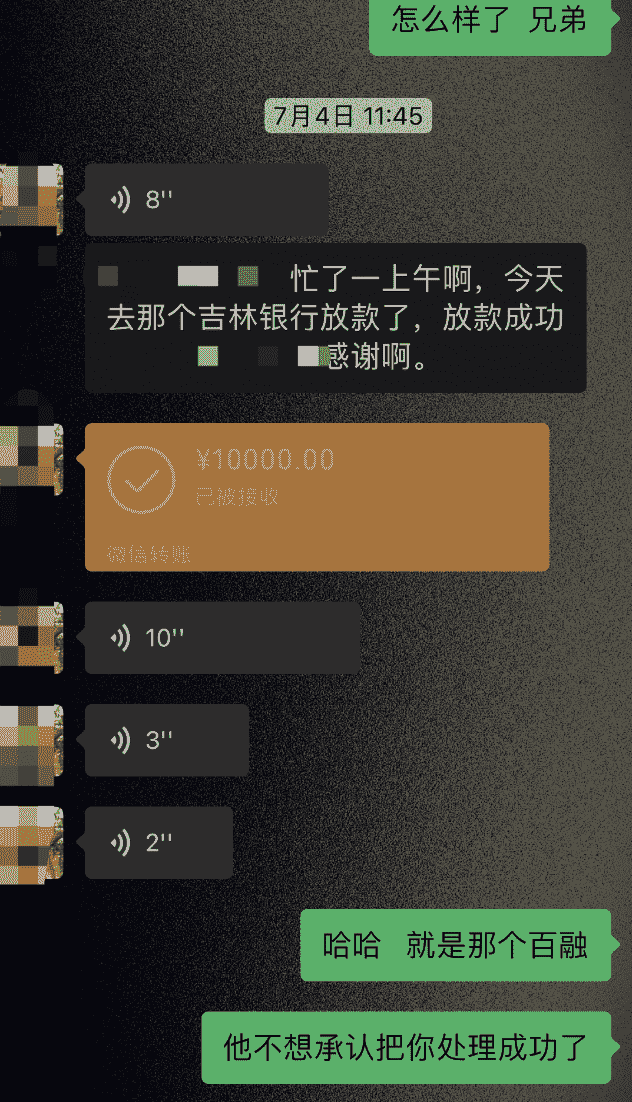 怎么样了 兄弟
7月4日 11:45
8''
忙了一上午啊，今天
去那个吉林银行放款了，放款成功
感谢啊。
¥10000.00
已被接收
微信转账
10''
3''
2''
哈哈 就是那个百融
他不想承认把你处理成功了